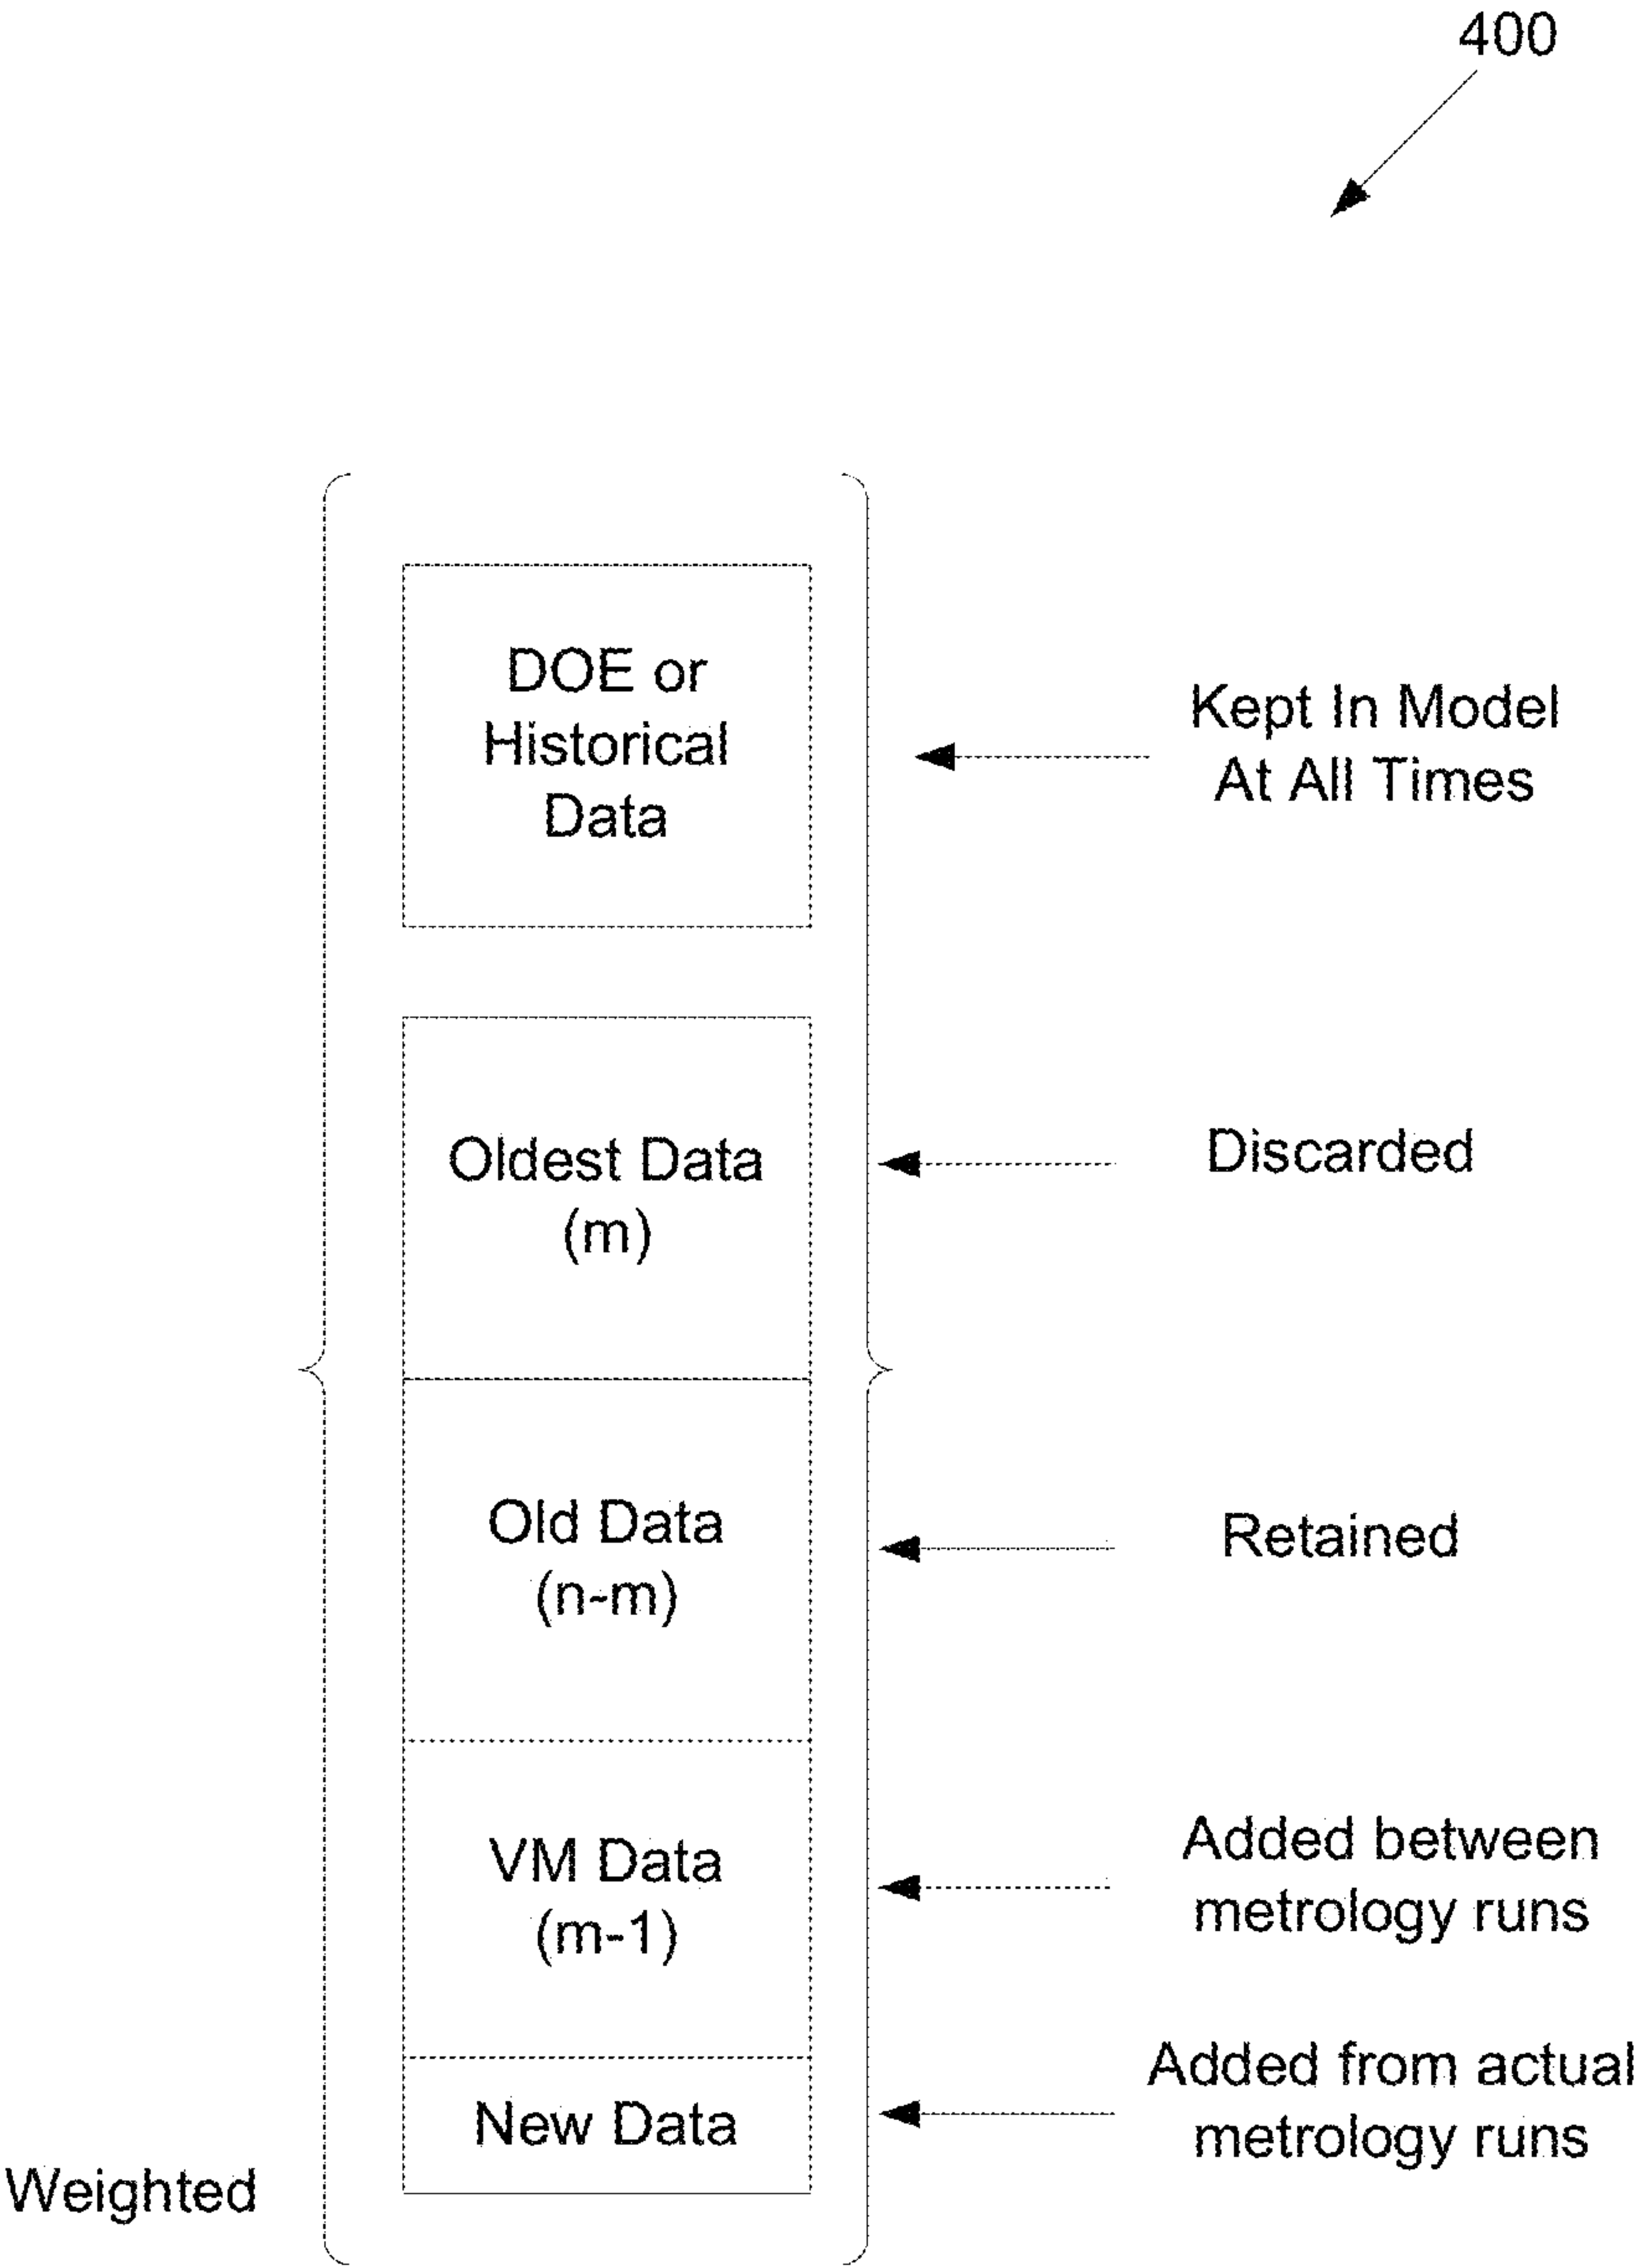 400
DOE or
Historical
Data
Kept In Model
At All Times
Oldest Data
(m)
Discarded
Old Data
(n-m)
Retained
VM Data
(m-1)
Added between
metrology runs
New Data
Added from actual
metrology runs
Weighted